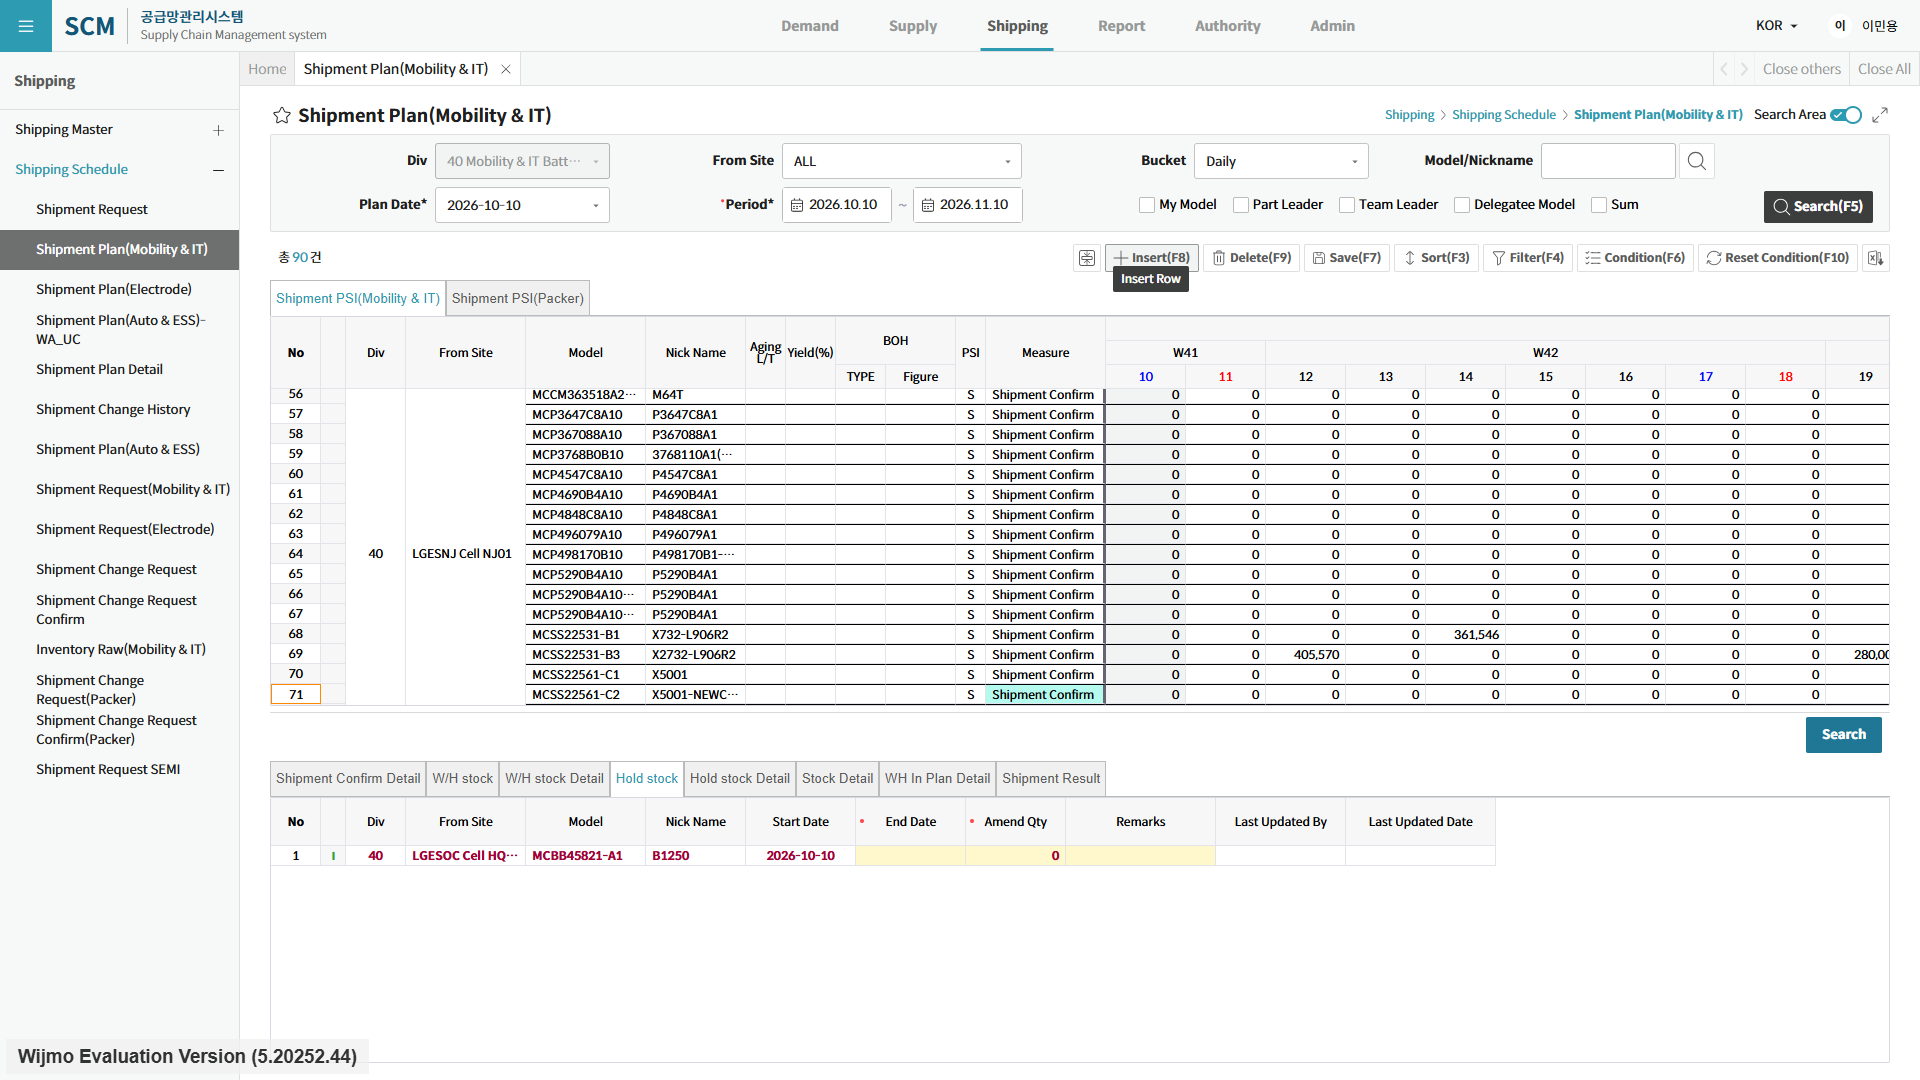 SCM 공급망관리시스템
Supply Chain Management system
Demand Supply Shipping Report Authority Admin
KOR 이 이민용
Shipping
Home Shipment Plan(Mobility & IT)
Close others Close All
Shipping Master
Shipping Schedule
Shipment Request
Shipment Plan(Mobility & IT)
Shipment Plan(Electrode)
Shipment Plan(Auto & ESS)-
WA_UC
Shipment Plan Detail
Shipment Change History
Shipment Plan(Auto & ESS)
Shipment Request(Mobility & IT)
Shipment Request(Electrode)
Shipment Change Request
Shipment Change Request
Confirm
Inventory Raw(Mobility & IT)
Shipment Change
Request(Packer)
Shipment Change Request
Confirm(Packer)
Shipment Request SEMI
Shipment Plan(Mobility & IT)
Shipping > Shipping Schedule > Shipment Plan(Mobility & IT) Search Area
Div 40 Mobility & IT Batt··· From Site ALL Bucket Daily Model/Nickname
Plan Date* 2026-10-10 *Period* 2026.10.10 ~ 2026.11.10 My Model Part Leader Team Leader Delegatee Model Sum Search(F5)
총 90 건
Insert(F8) Delete(F9) Save(F7) Sort(F3) Filter(F4) Condition(F6) Reset Condition(F10)
Insert Row
Shipment PSI(Mobility & IT) Shipment PSI(Packer)
No Div From Site Model Nick Name Aging L/T Yield(%) BOH PSI Measure W41 W42
TYPE Figure 10 11 12 13 14 15 16 17 18 19
56 MCCM363518A2··· M64T S Shipment Confirm 0 0 0 0 0 0 0 0 0
57 MCP3647C8A10 P3647C8A1 S Shipment Confirm 0 0 0 0 0 0 0 0 0
58 MCP367088A10 P367088A1 S Shipment Confirm 0 0 0 0 0 0 0 0 0
59 MCP3768B0B10 3768110A1(··· S Shipment Confirm 0 0 0 0 0 0 0 0 0
60 MCP4547C8A10 P4547C8A1 S Shipment Confirm 0 0 0 0 0 0 0 0 0
61 MCP4690B4A10 P4690B4A1 S Shipment Confirm 0 0 0 0 0 0 0 0 0
62 MCP4848C8A10 P4848C8A1 S Shipment Confirm 0 0 0 0 0 0 0 0 0
63 MCP496079A10 P496079A1 S Shipment Confirm 0 0 0 0 0 0 0 0 0
64 40 LGESNJ Cell NJ01 MCP498170B10 P498170B1-··· S Shipment Confirm 0 0 0 0 0 0 0 0 0
65 MCP5290B4A10 P5290B4A1 S Shipment Confirm 0 0 0 0 0 0 0 0 0
66 MCP5290B4A10··· P5290B4A1 S Shipment Confirm 0 0 0 0 0 0 0 0 0
67 MCP5290B4A10··· P5290B4A1 S Shipment Confirm 0 0 0 0 0 0 0 0 0
68 MCSS22531-B1 X732-L906R2 S Shipment Confirm 0 0 0 0 361,546 0 0 0 0
69 MCSS22531-B3 X2732-L906R2 S Shipment Confirm 0 0 405,570 0 0 0 0 0 0 280,00
70 MCSS22561-C1 X5001 S Shipment Confirm 0 0 0 0 0 0 0 0 0
71 MCSS22561-C2 X5001-NEWC··· S Shipment Confirm 0 0 0 0 0 0 0 0 0
Search
Shipment Confirm Detail W/H stock W/H stock Detail Hold stock Hold stock Detail Stock Detail WH In Plan Detail Shipment Result
No Div From Site Model Nick Name Start Date * End Date * Amend Qty Remarks Last Updated By Last Updated Date
1 I 40 LGESOC Cell HQ··· MCBB45821-A1 B1250 2026-10-10 0
Wijmo Evaluation Version (5.20252.44)